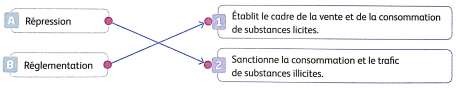 A Répression
1 Établit le cadre de la vente et de la consommation
de substances licites.
B Réglementation
2 Sanctionne la consommation et le trafic
de substances illicites.